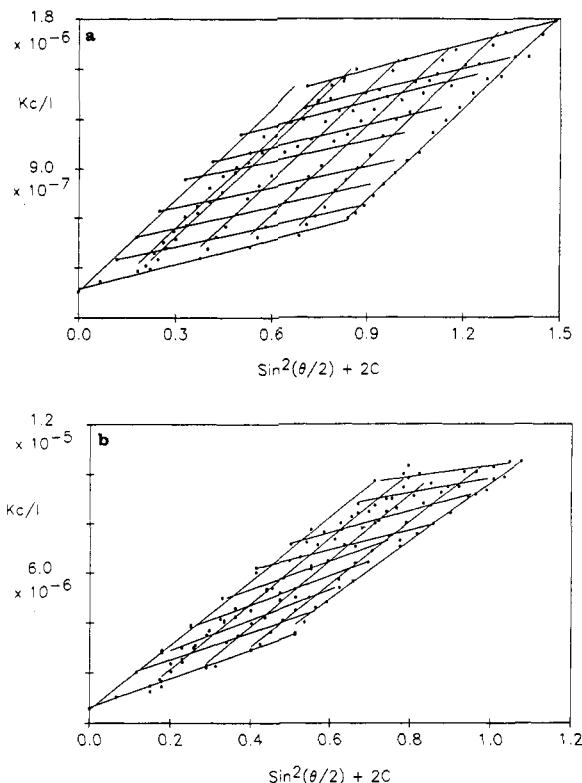 1.8
x 10⁻⁶
a
Kc/I
9.0
x 10⁻⁷
0.0 0.3 0.6 0.9 1.2 1.5
Sin²(θ/2) + 2C
1.2
x 10⁻⁵
b
Kc/I
6.0
x 10⁻⁶
0.0 0.2 0.4 0.6 0.8 1.0 1.2
Sin²(θ/2) + 2C